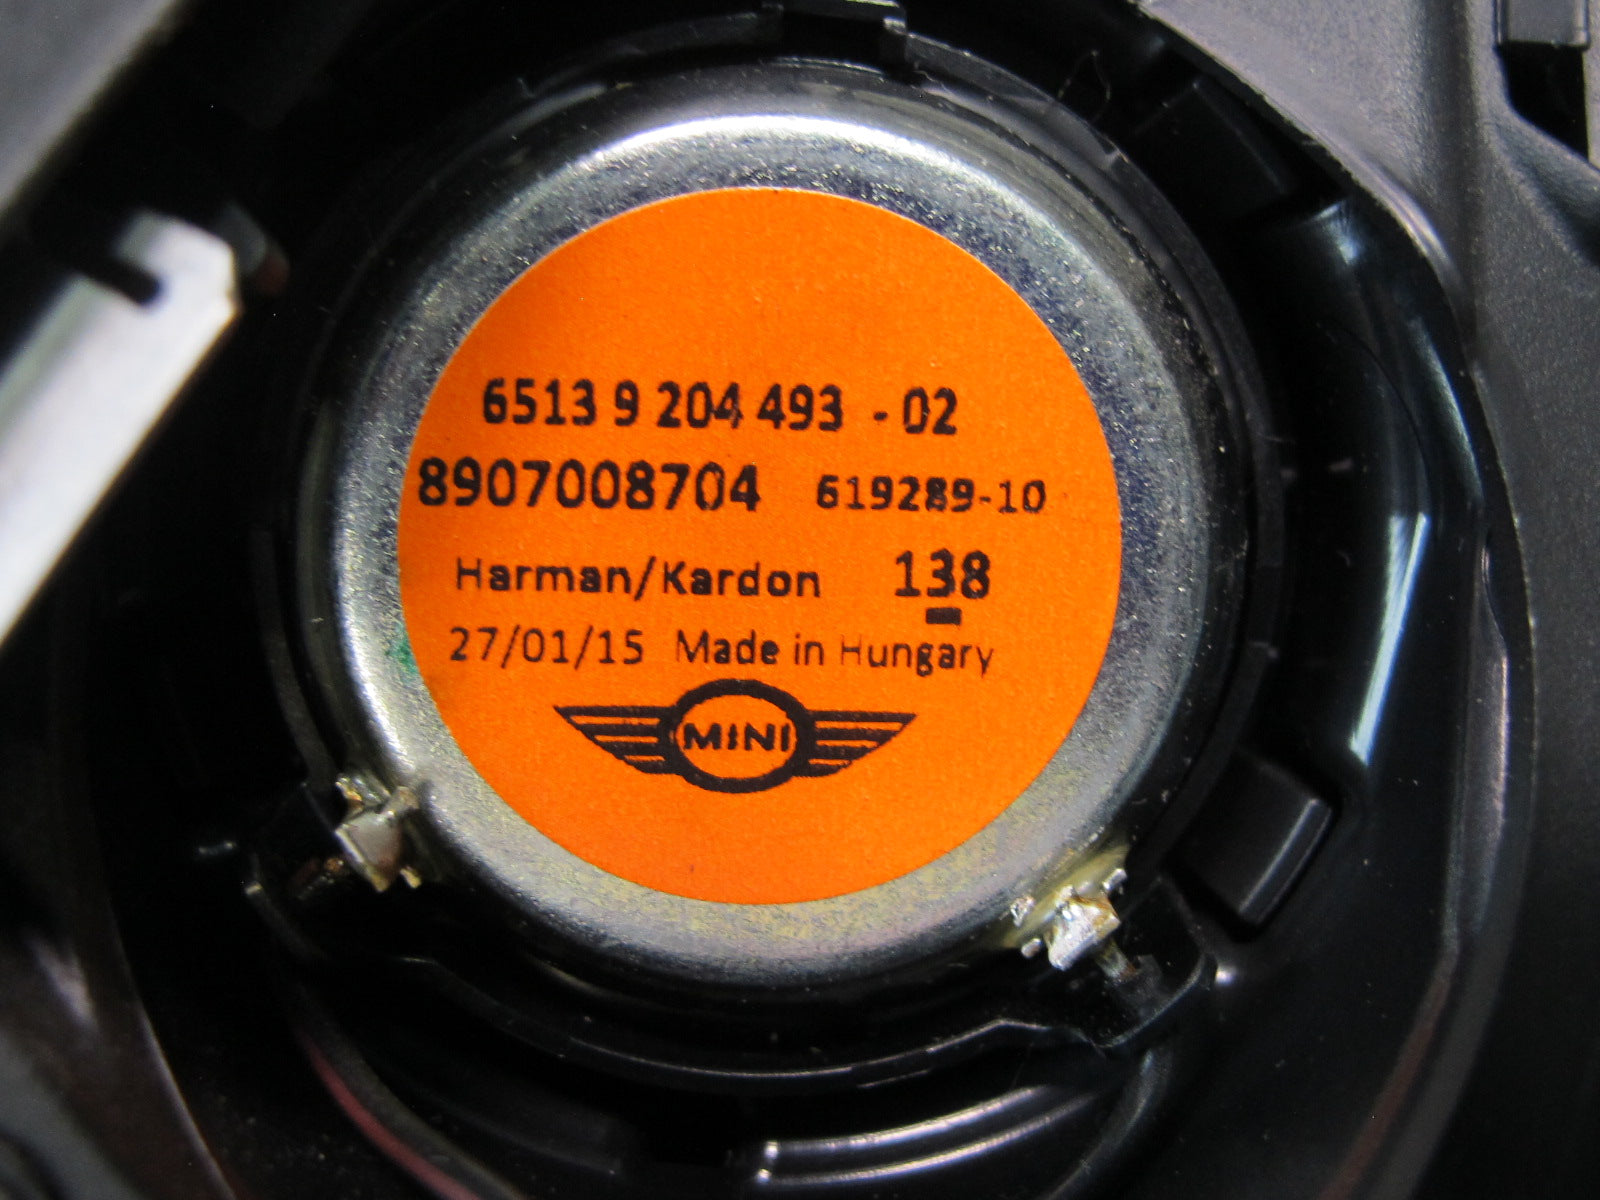 6513 9 204 493 - 02
8907008704 619289-10
Harman/Kardon 138
27/01/15 Made in Hungary
MINI